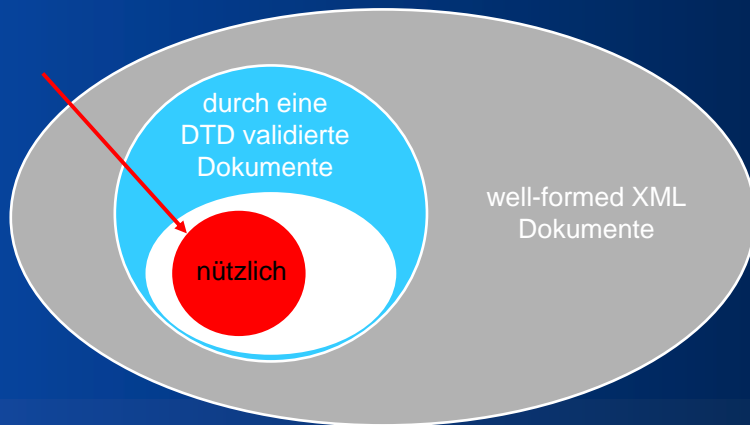 durch eine
DTD validierte
Dokumente
well-formed XML
Dokumente
nützlich